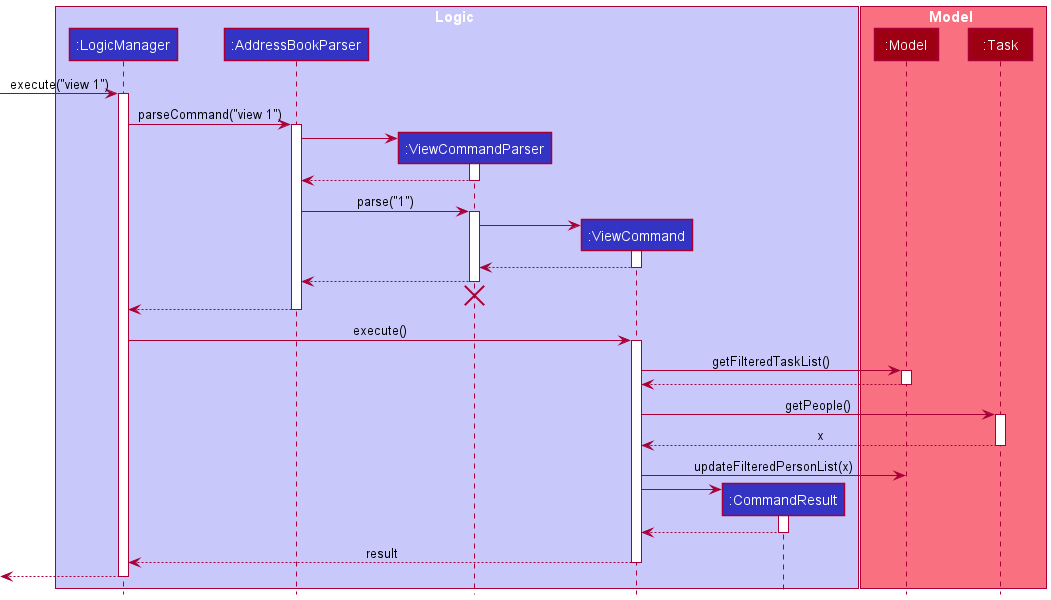 Logic
Model
:LogicManager
:AddressBookParser
:Model
:Task
execute("view 1")
parseCommand("view 1")
:ViewCommandParser
parse("1")
:ViewCommand
execute()
getFilteredTaskList()
getPeople()
x
updateFilteredPersonList(x)
:CommandResult
result